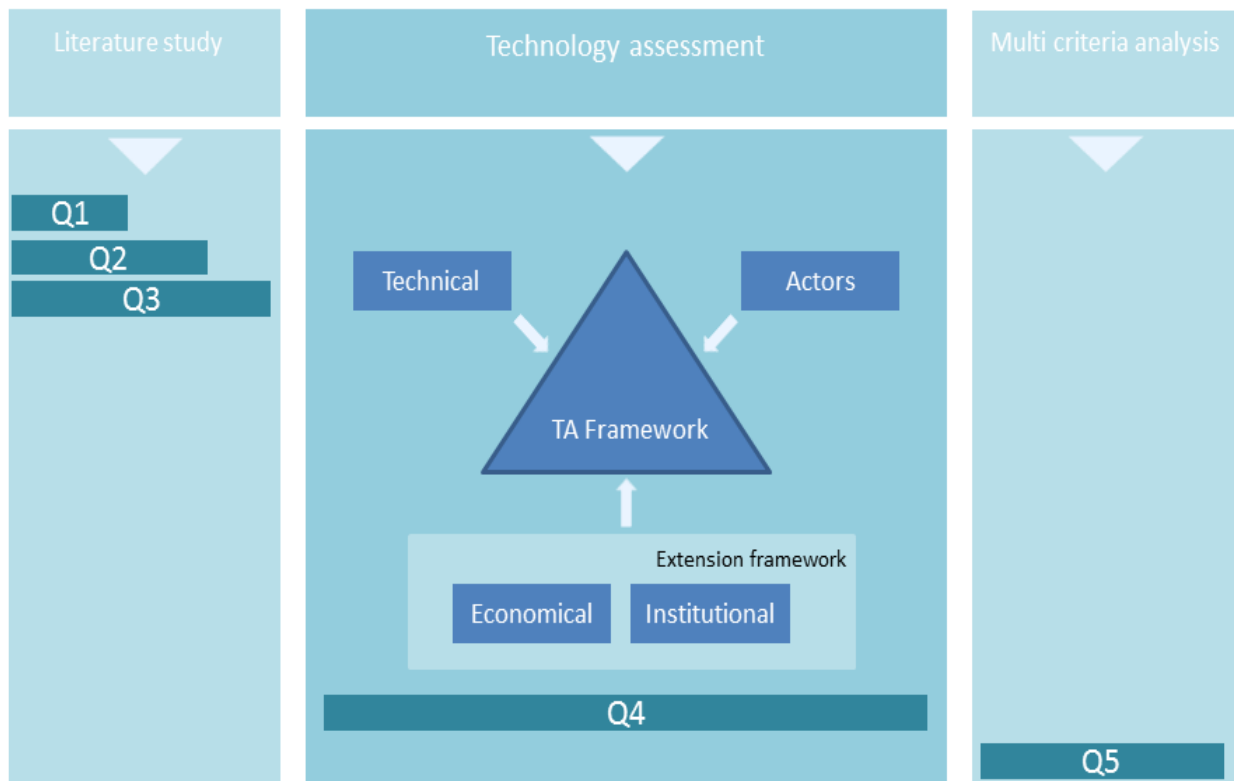 Literature study
Technology assessment
Multi criteria analysis
Q1
Q2
Q3
Technical
Actors
TA Framework
Extension framework
Economical
Institutional
Q4
Q5